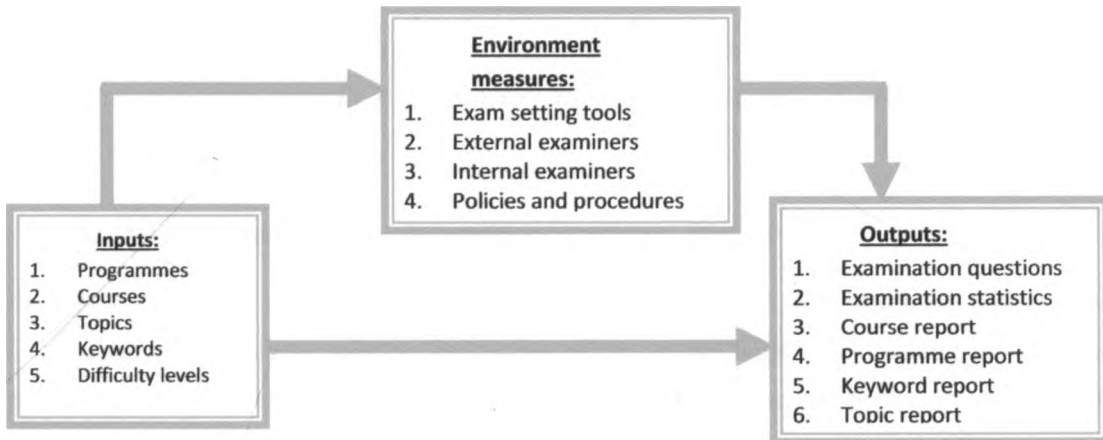 Environment
measures:
1. Exam setting tools
2. External examiners
3. Internal examiners
4. Policies and procedures
Inputs:
1. Programmes
2. Courses
3. Topics
4. Keywords
5. Difficulty levels
Outputs:
1. Examination questions
2. Examination statistics
3. Course report
4. Programme report
5. Keyword report
6. Topic report